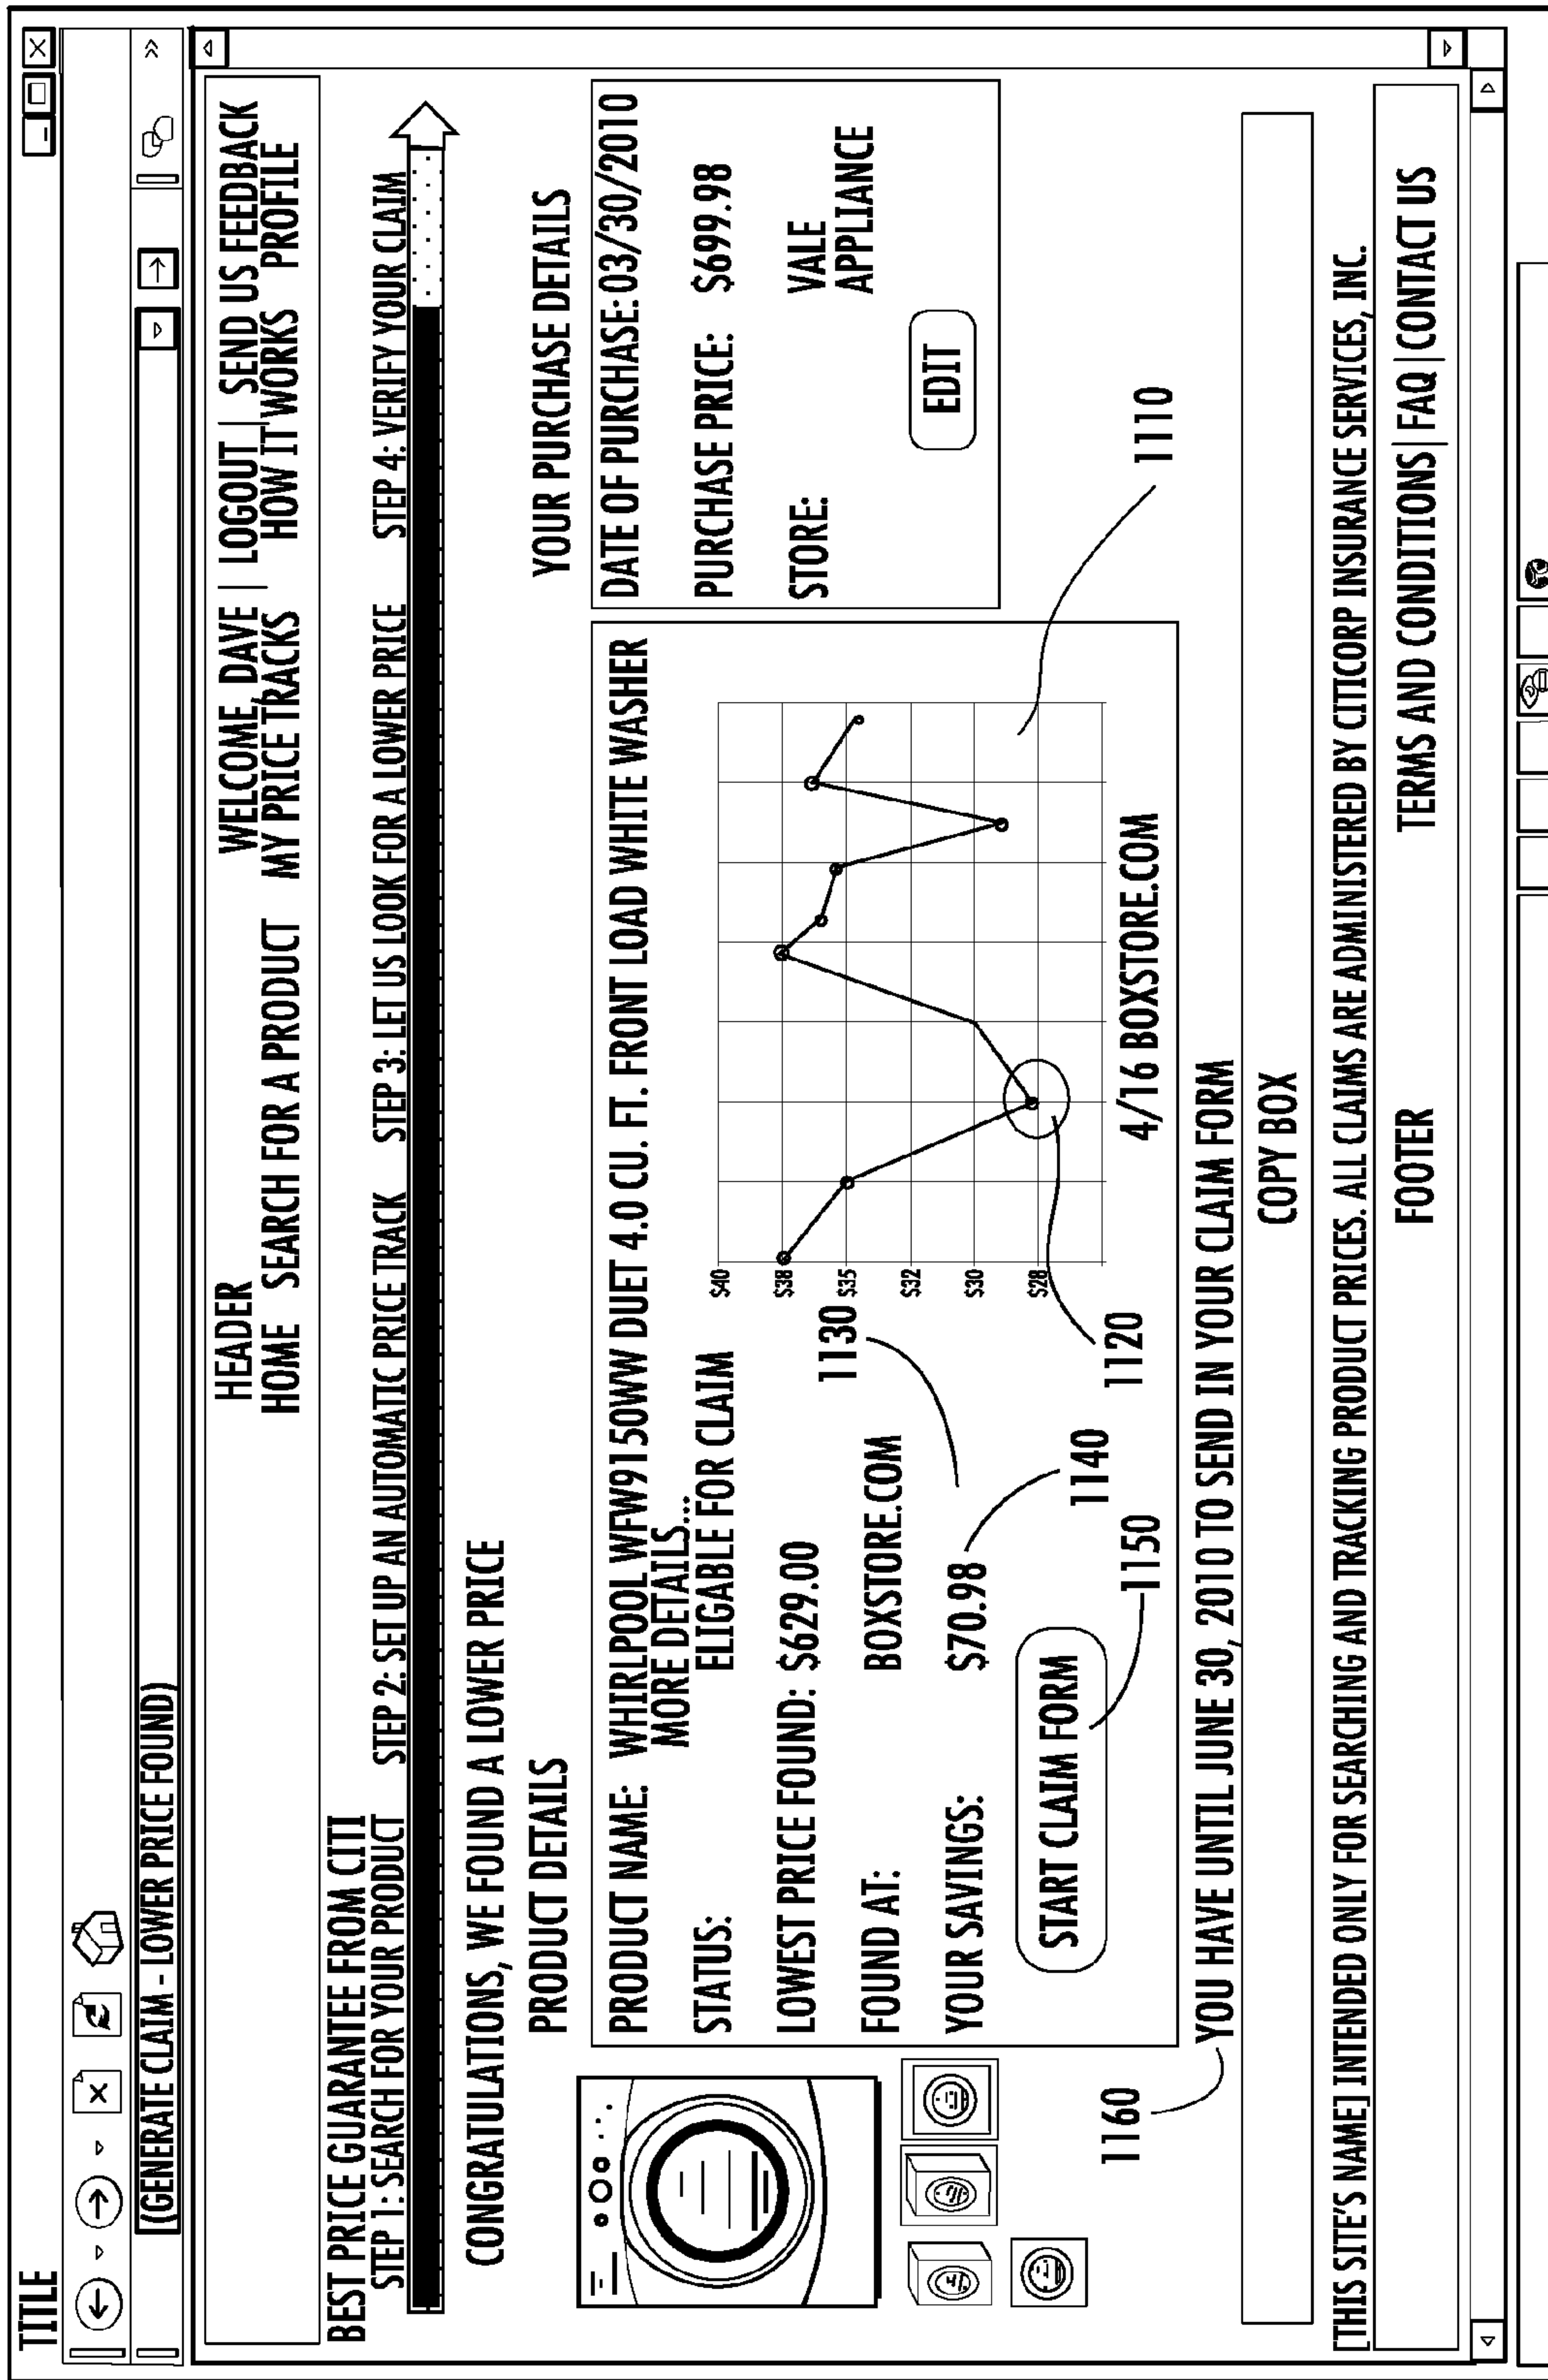 TITLE
(GENERATE CLAIM - LOWER PRICE FOUND)
HEADER
WELCOME, DAVE | LOGOUT | SEND US FEEDBACK
HOME SEARCH FOR A PRODUCT MY PRICE TRACKS HOW IT WORKS PROFILE
BEST PRICE GUARANTEE FROM CITI
STEP 1: SEARCH FOR YOUR PRODUCT STEP 2: SET UP AN AUTOMATIC PRICE TRACK STEP 3: LET US LOOK FOR A LOWER PRICE STEP 4: VERIFY YOUR CLAIM
CONGRATULATIONS, WE FOUND A LOWER PRICE
PRODUCT DETAILS
PRODUCT NAME: WHIRLPOOL WFW9150WW DUET 4.0 CU. FT. FRONT LOAD WHITE WASHER
MORE DETAILS...
STATUS: ELIGABLE FOR CLAIM
LOWEST PRICE FOUND: $629.00
FOUND AT: BOXSTORE.COM
YOUR SAVINGS: $70.98
START CLAIM FORM
1130
1140
1150
1120
$40
$38
$35
$32
$30
$28
4/16 BOXSTORE.COM
1110
YOUR PURCHASE DETAILS
DATE OF PURCHASE: 03/30/2010
PURCHASE PRICE: $699.98
STORE: VALE
APPLIANCE
EDIT
1160
YOU HAVE UNTIL JUNE 30, 2010 TO SEND IN YOUR CLAIM FORM
COPY BOX
[THIS SITE'S NAME] INTENDED ONLY FOR SEARCHING AND TRACKING PRODUCT PRICES. ALL CLAIMS ARE ADMINISTERED BY CITICORP INSURANCE SERVICES, INC.
FOOTER TERMS AND CONDITIONS | FAQ | CONTACT US